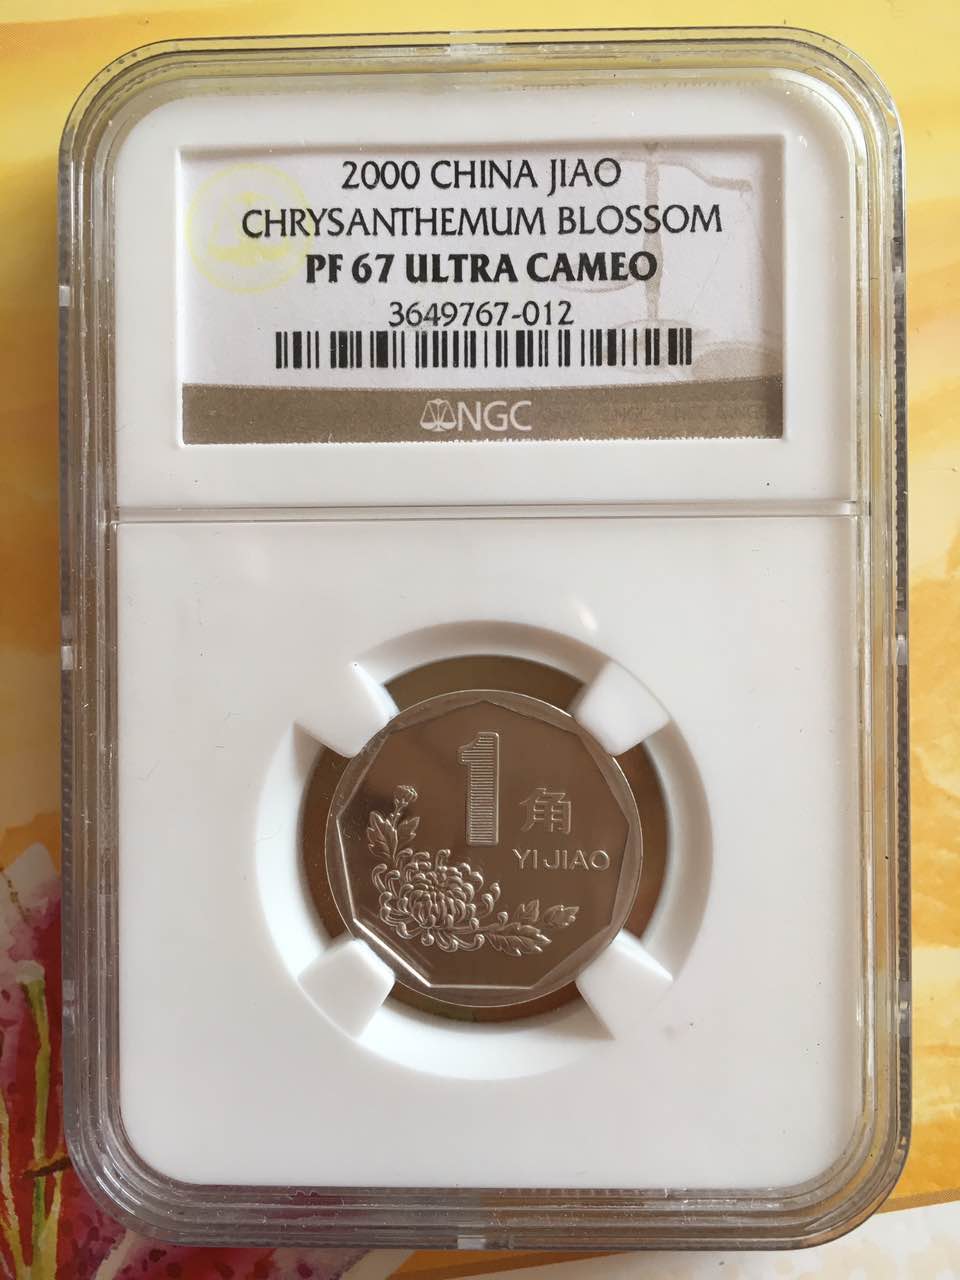 2000 CHINA JIAO
CHRYSANTHEMUM BLOSSOM
PF 67 ULTRA CAMEO
3649767-012
NGC
1
角
YI JIAO